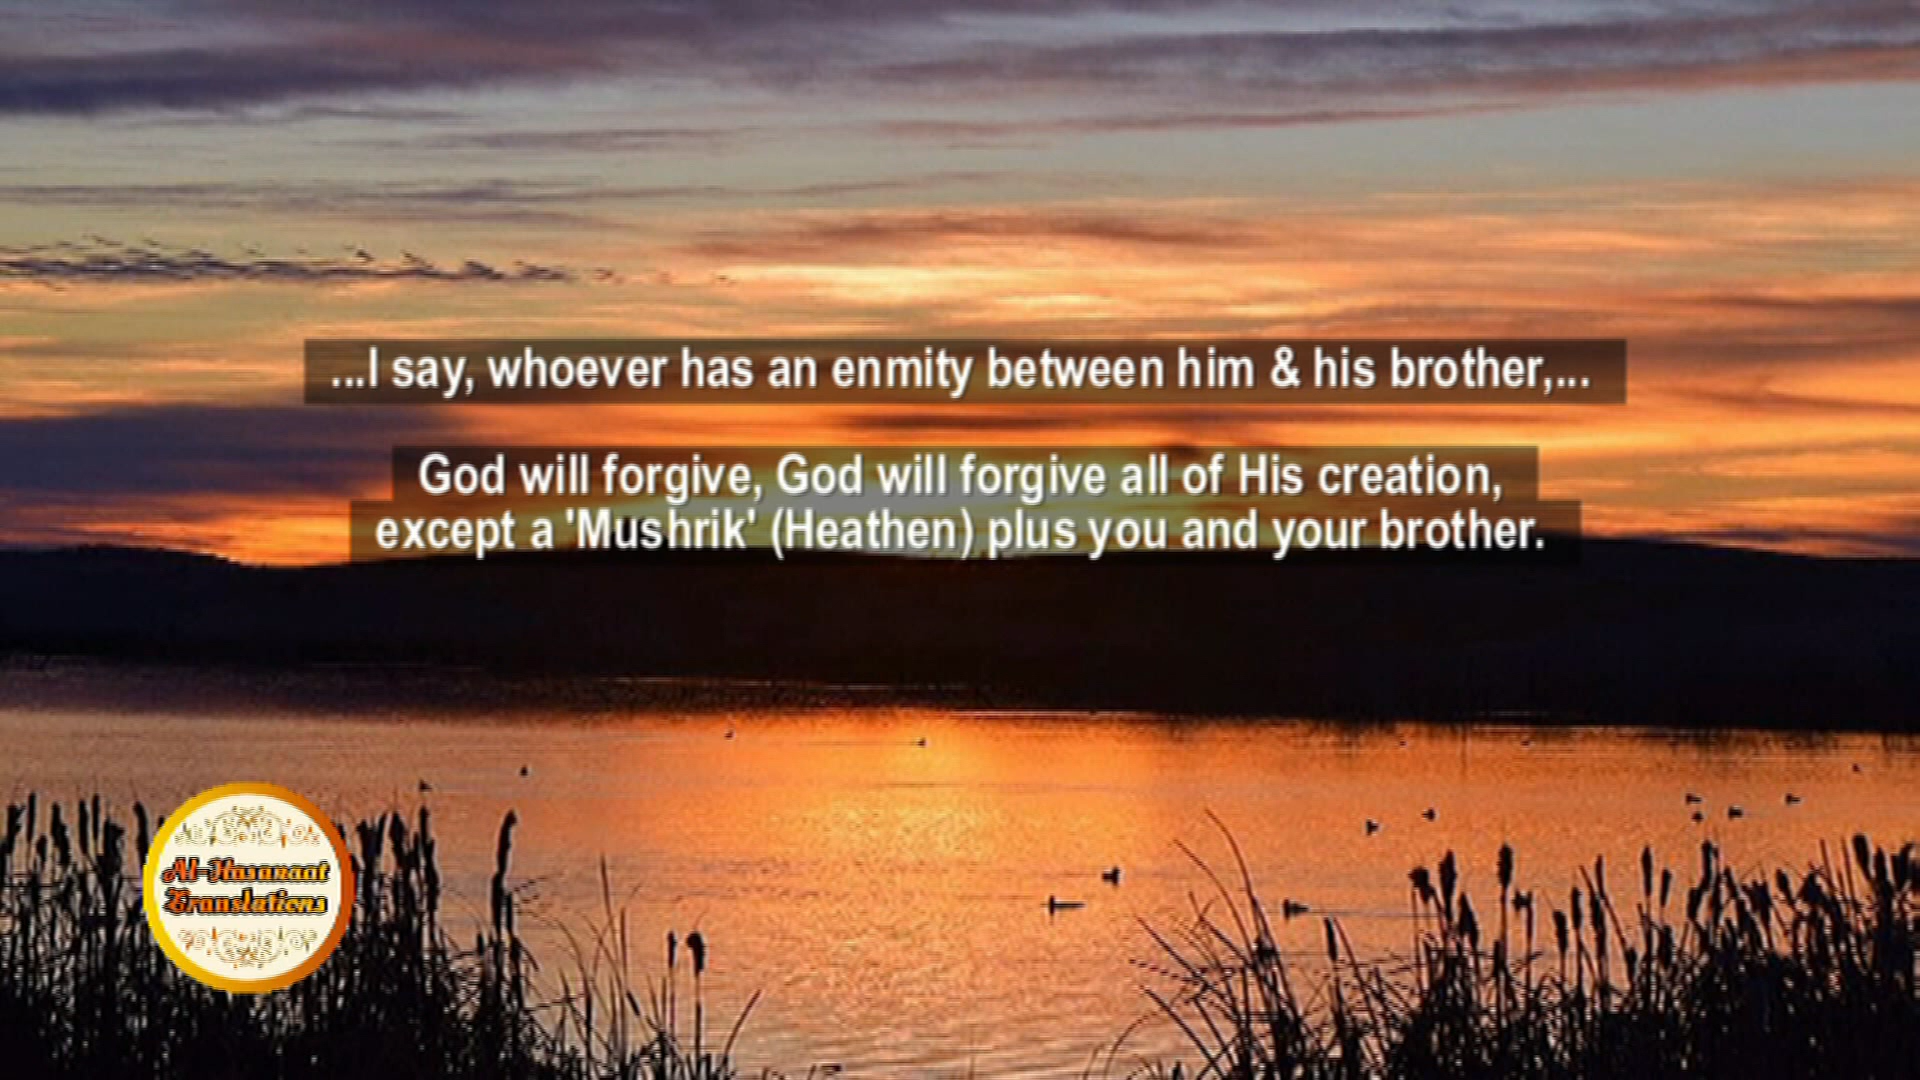 ...I say, whoever has an enmity between him & his brother,...
God will forgive, God will forgive all of His creation,
except a 'Mushrik' (Heathen) plus you and your brother.
Al-Hasanaat
Translations